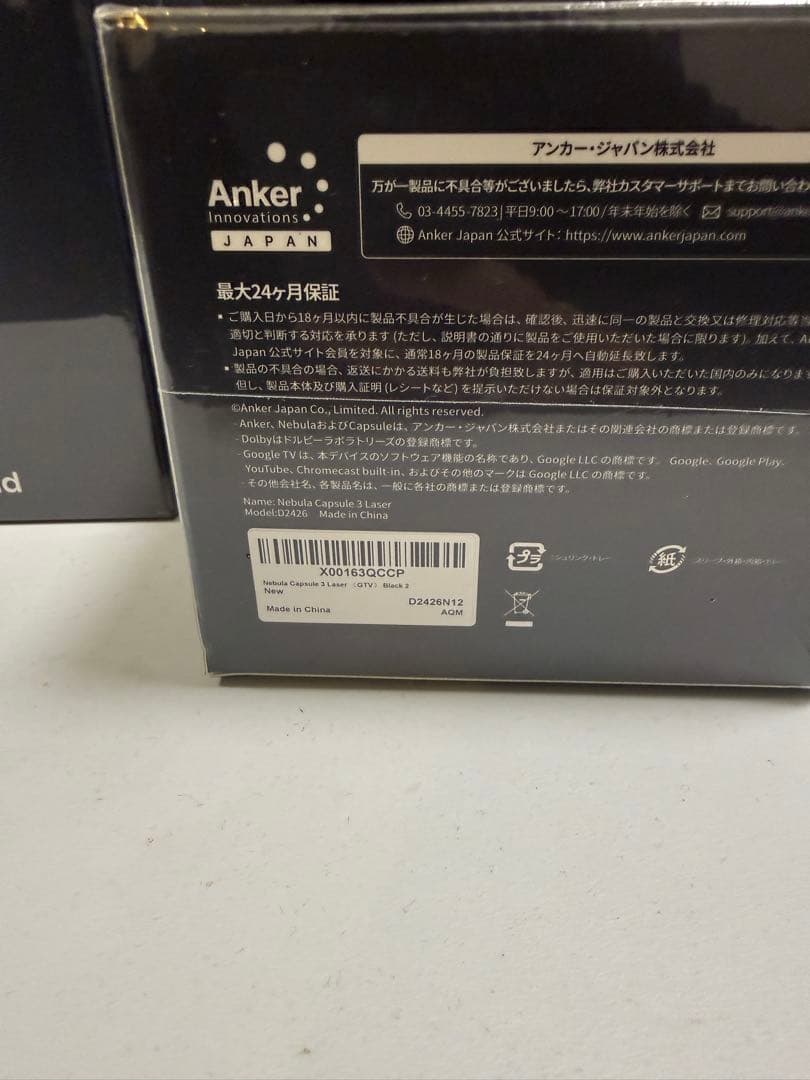 Anker
Innovations
JAPAN
アンカー・ジャパン株式会社
万が一製品に不具合等がございましたら、弊社カスタマーサポートまでお問い合わ
03-4455-7823|平日9:00～17:00/年末年始を除く
Anker Japan 公式サイト：https://www.ankerjapan.com
最大24ヶ月保証
▪ ご購入日から18ヶ月以内に製品不具合が生じた場合は、確認後、迅速に同一の製品と交換又は修理対応等当
適切と判断する対応を承ります (ただし、説明書の通りに製品をご使用いただいた場合に限ります)。加えて、An
Japan 公式サイト会員を対象に、通常18ヶ月の製品保証を24ヶ月へ自動延長致します。
▪ 製品の不具合の場合、返送にかかる送料も弊社が負担致しますが、適用はご購入いただいた国内のみになります
但し、製品本体及び購入証明 (レシートなど) を提示いただけない場合は保証対象外となります。
©Anker Japan Co., Limited. All rights reserved.
- Anker, NebulaおよびCapsuleは、アンカー・ジャパン株式会社またはその関連会社の商標または登録商標です。
- Dolbyはドルビーラボラトリーズの登録商標です。
- Google TV は、本デバイスのソフトウェア機能の名称であり、Google LLC の商標です。 Google、Google Play、
YouTube、Chromecast built-in、およびその他のマークは Google LLC の商標です。
- その他会社名、各製品名は、一般に各社の商標または登録商標です。
Name: Nebula Capsule 3 Laser
Model:D2426 Made in China
d
X00163QCCP
Nebula Capsule 3 Laser （GTV） Black 2
New
D2426N12
Made in China
AQM
プラ
:シュリンク・トレー
紙